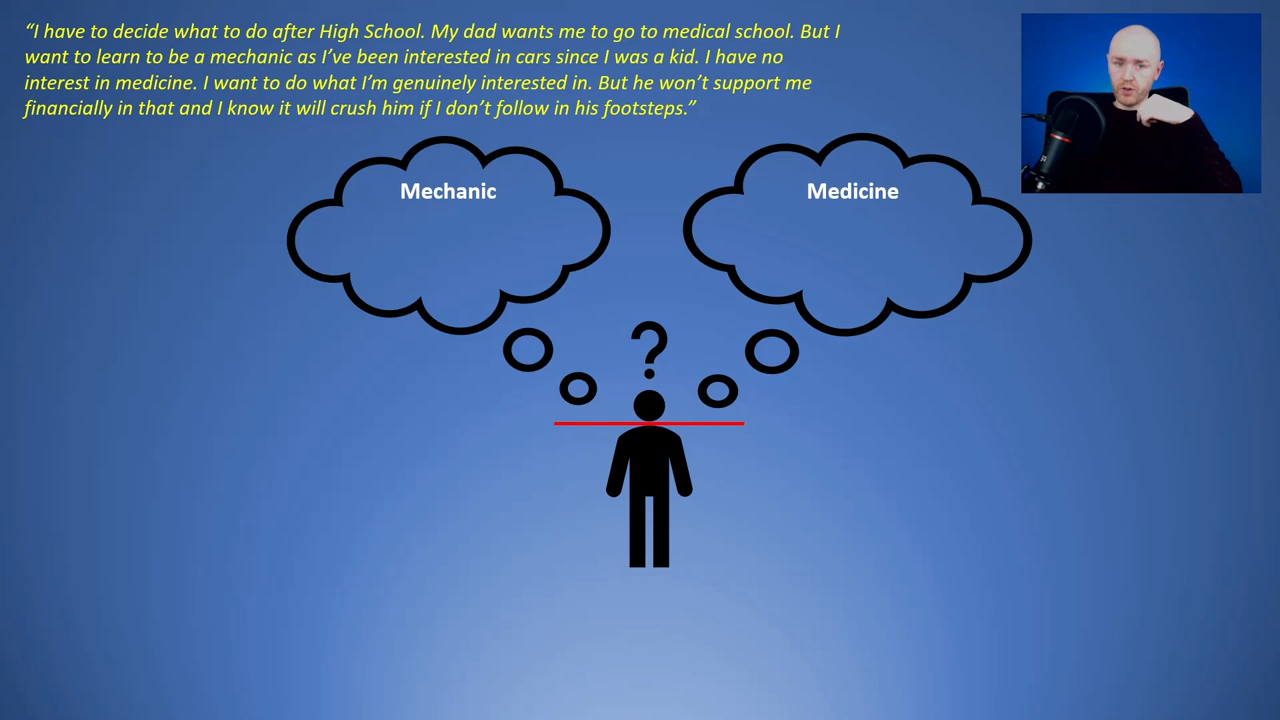 “I have to decide what to do after High School. My dad wants me to go to medical school. But I
want to learn to be a mechanic as I’ve been interested in cars since I was a kid. I have no
interest in medicine. I want to do what I’m genuinely interested in. But he won’t support me
financially in that and I know it will crush him if I don’t follow in his footsteps.”
Mechanic
Medicine
?